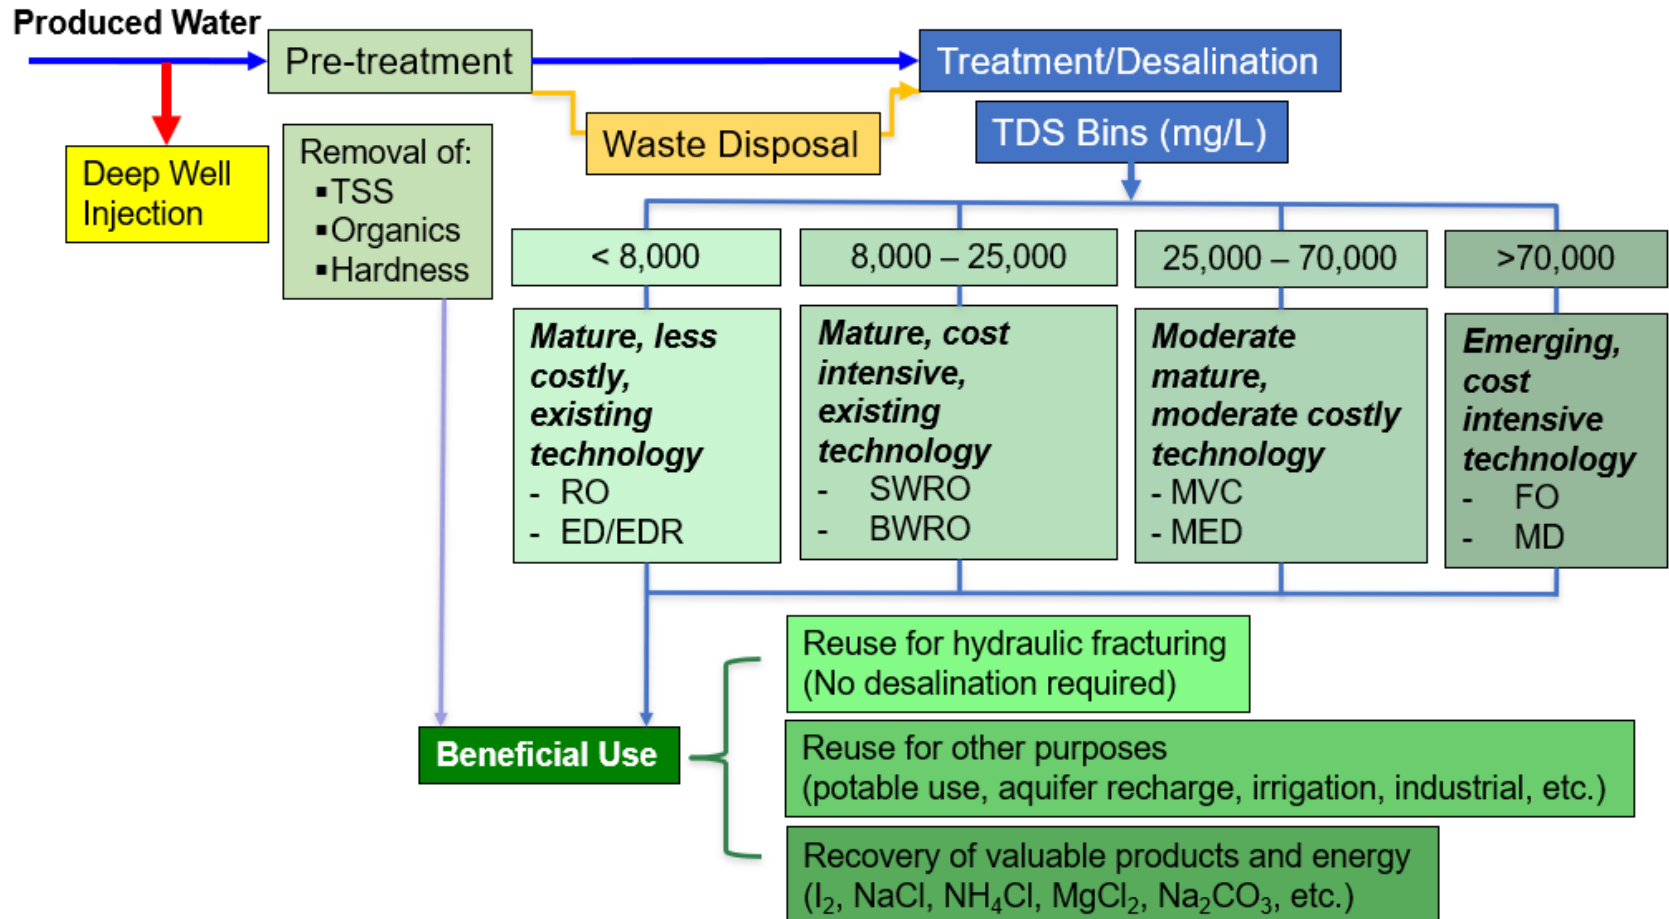 Produced Water
Pre-treatment
Treatment/Desalination
Waste Disposal
TDS Bins (mg/L)
Deep Well
Injection
Removal of:
▪TSS
▪Organics
▪Hardness
< 8,000
8,000 – 25,000
25,000 – 70,000
>70,000
Mature, less
costly,
existing
technology
- RO
- ED/EDR
Mature, cost
intensive,
existing
technology
- SWRO
- BWRO
Moderate
mature,
moderate costly
technology
- MVC
- MED
Emerging,
cost
intensive
technology
- FO
- MD
Reuse for hydraulic fracturing
(No desalination required)
Beneficial Use
Reuse for other purposes
(potable use, aquifer recharge, irrigation, industrial, etc.)
Recovery of valuable products and energy
(I₂, NaCl, NH₄Cl, MgCl₂, Na₂CO₃, etc.)